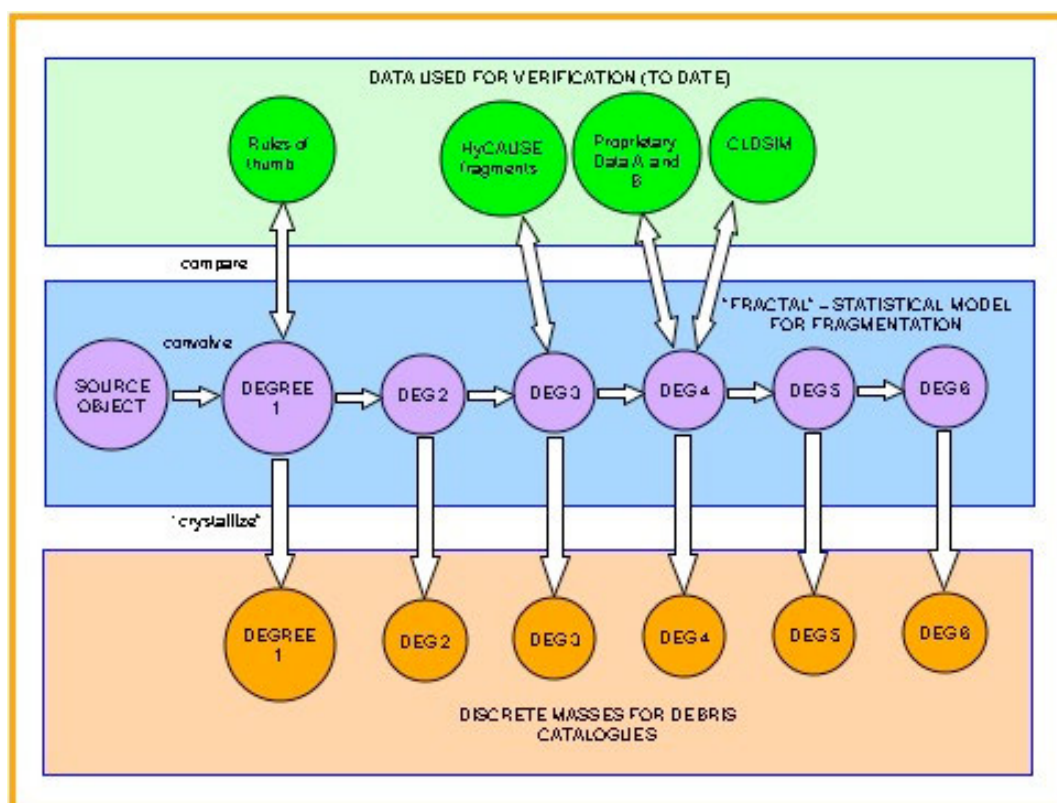 DATA USED FOR VERIFICATION (TO DATE)
Rules of
thumb
HyCAUSE
fragments
Proprietary
Data A and
B
CLDSIM
compare
"FRACTAL" – STATISTICAL MODEL
FOR FRAGMENTATION
convolve
SOURCE
OBJECT
DEGREE
1
DEG2
DEG3
DEG4
DEG5
DEG6
"crystallize"
DEGREE
1
DEG2
DEG3
DEG4
DEG5
DEG6
DISCRETE MASSES FOR DEBRIS
CATALOGUES